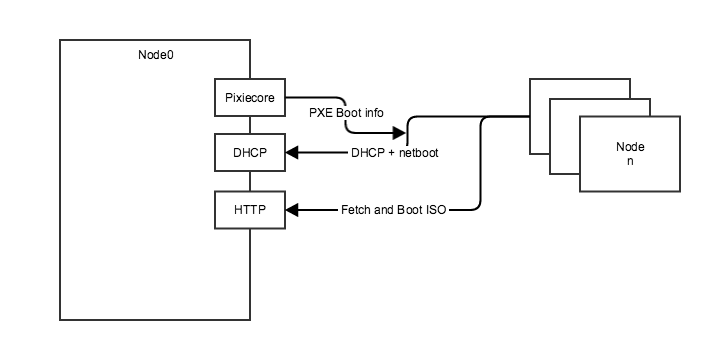 Node0
Pixiecore
PXE Boot info
DHCP
DHCP + netboot
Node
n
HTTP
Fetch and Boot ISO